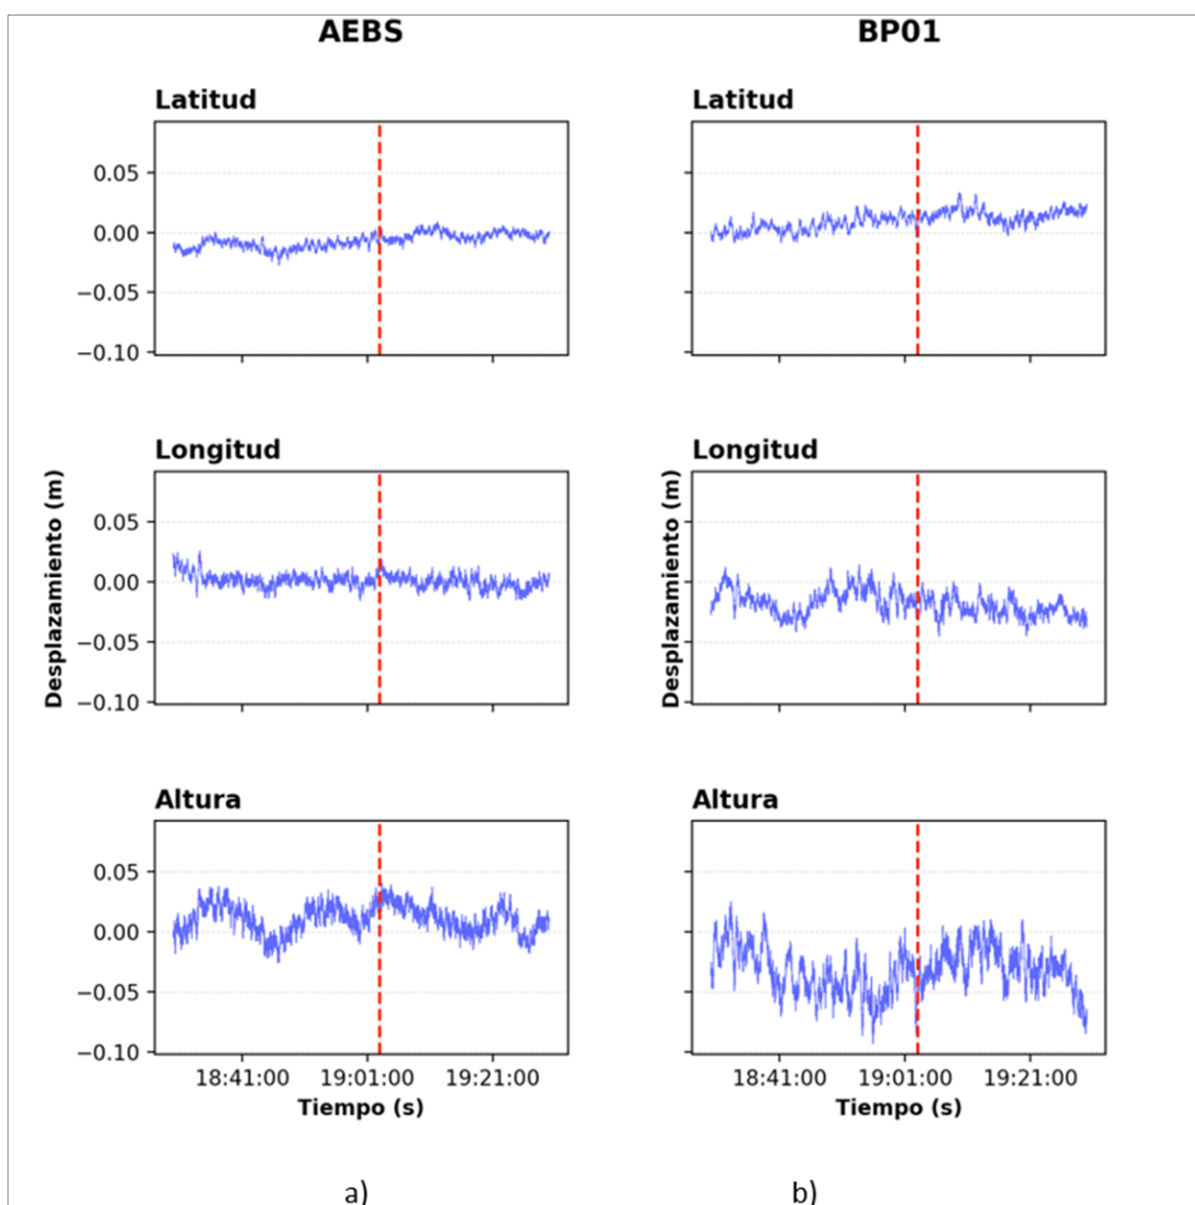 AEBS
BP01
Latitud
Latitud
0.05
0.00
−0.05
−0.10
Longitud
Longitud
Desplazamiento (m)
0.05
0.00
−0.05
−0.10
Desplazamiento (m)
Altura
Altura
0.05
0.00
−0.05
−0.10
18:41:00 19:01:00 19:21:00
18:41:00 19:01:00 19:21:00
Tiempo (s)
Tiempo (s)
a)
b)